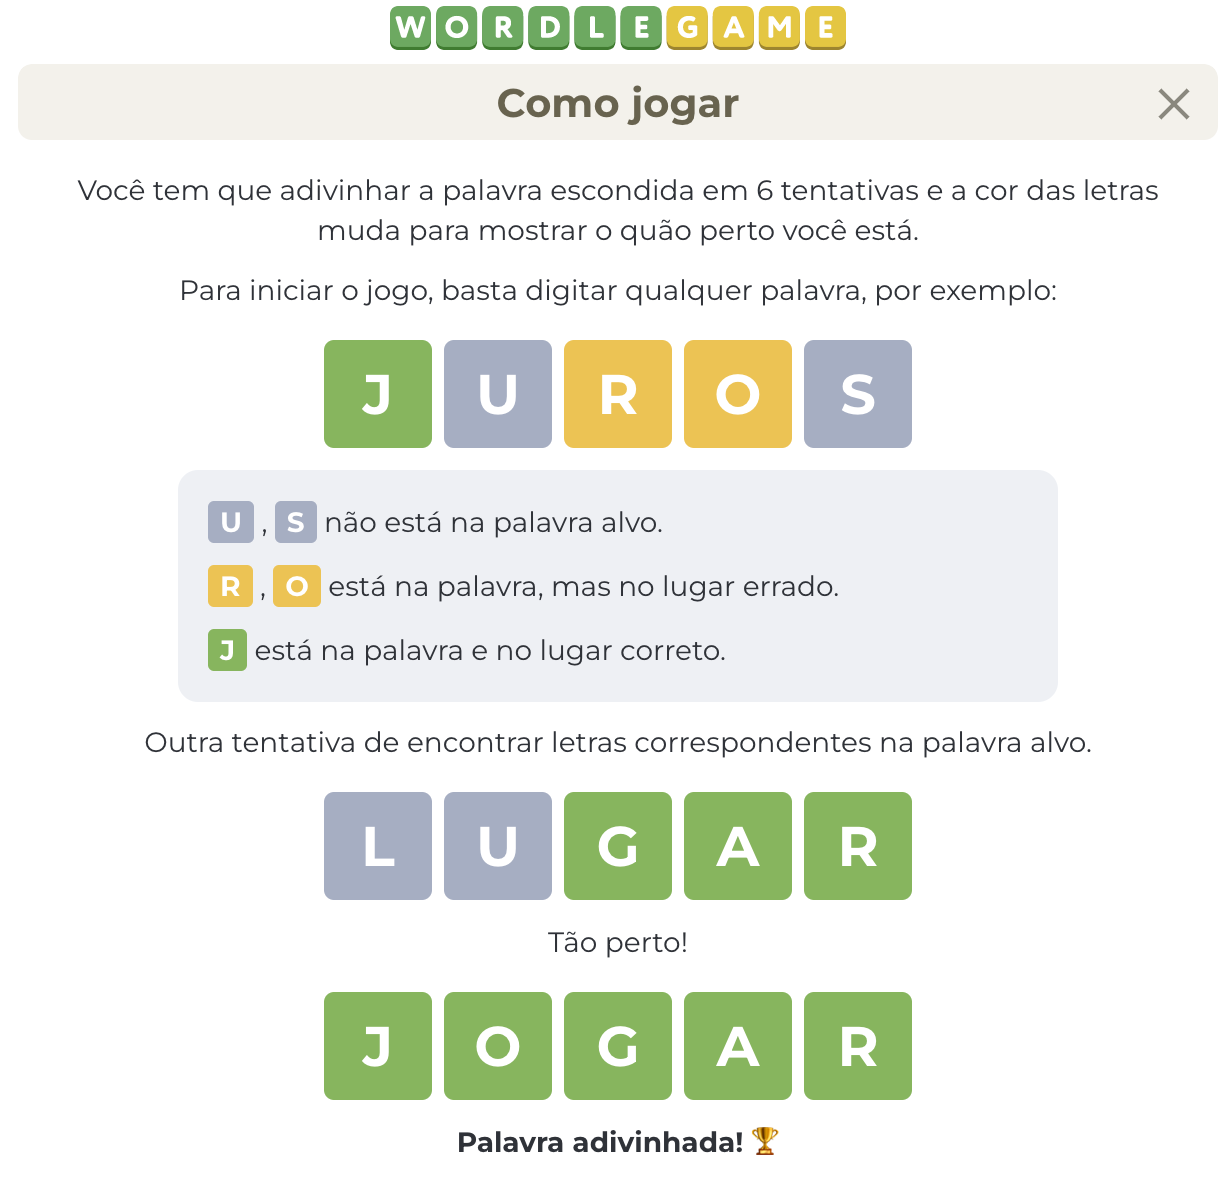 WORDLEGAME
Como jogar
Você tem que adivinhar a palavra escondida em 6 tentativas e a cor das letras
muda para mostrar o quão perto você está.
Para iniciar o jogo, basta digitar qualquer palavra, por exemplo:
JUROS
U , S não está na palavra alvo.
R , O está na palavra, mas no lugar errado.
J está na palavra e no lugar correto.
Outra tentativa de encontrar letras correspondentes na palavra alvo.
LUGAR
Tão perto!
JOGAR
Palavra adivinhada! 🏆